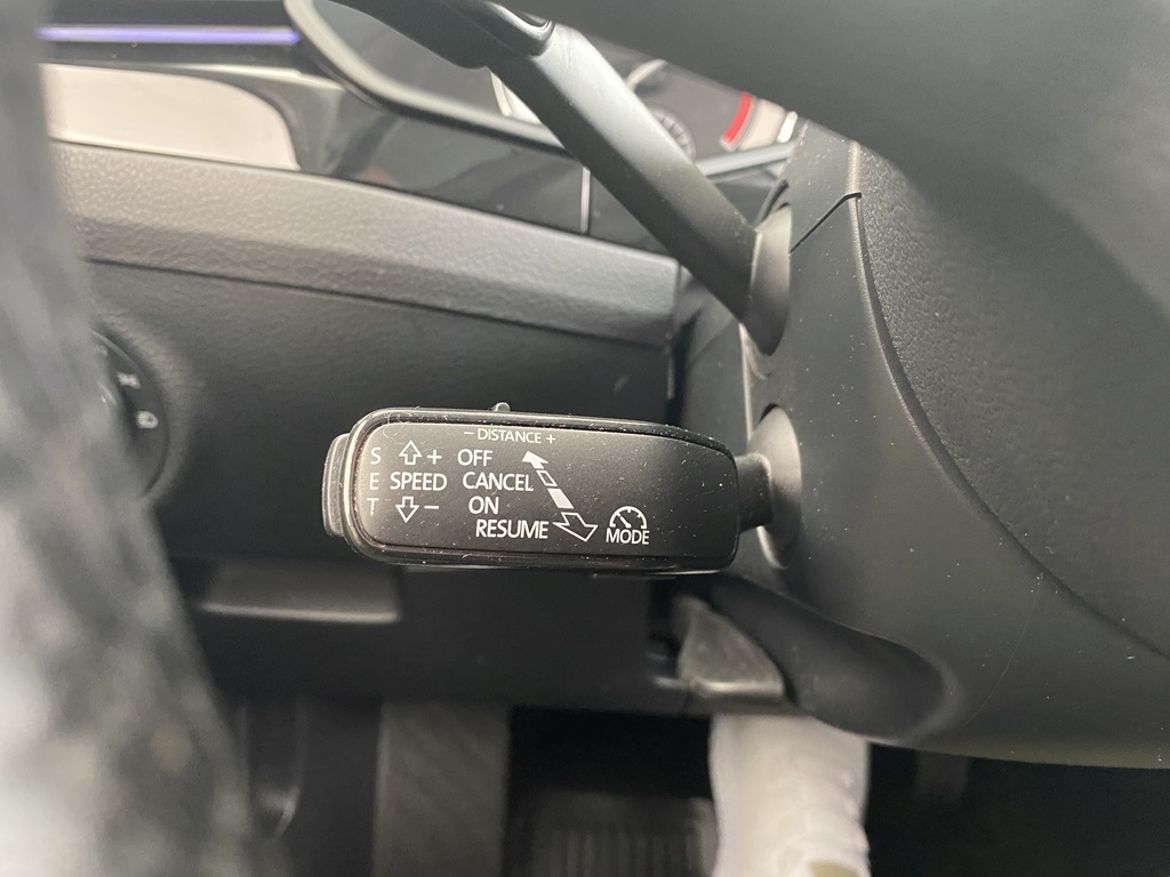 − DISTANCE +
S + OFF
E SPEED CANCEL
T − ON
RESUME
MODE